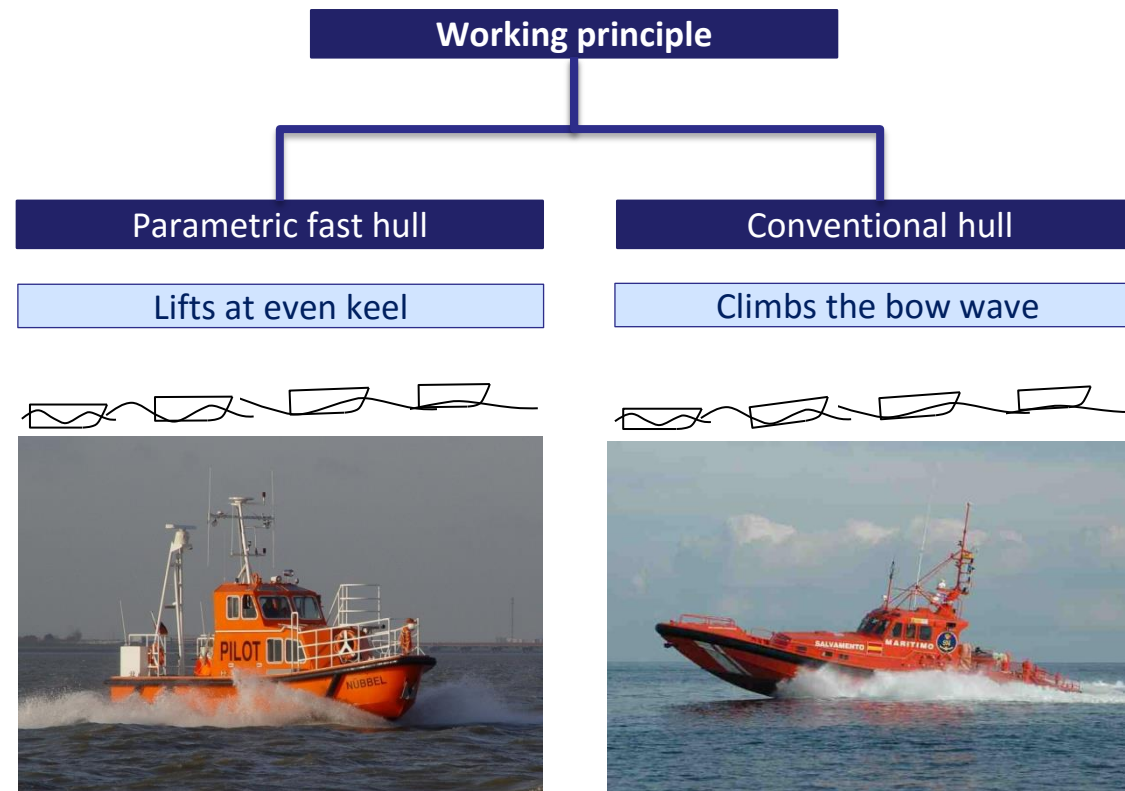 Working principle
Parametric fast hull
Conventional hull
Lifts at even keel
Climbs the bow wave
PILOT
NÜBBEL
SALVAMENTO MARITIMO